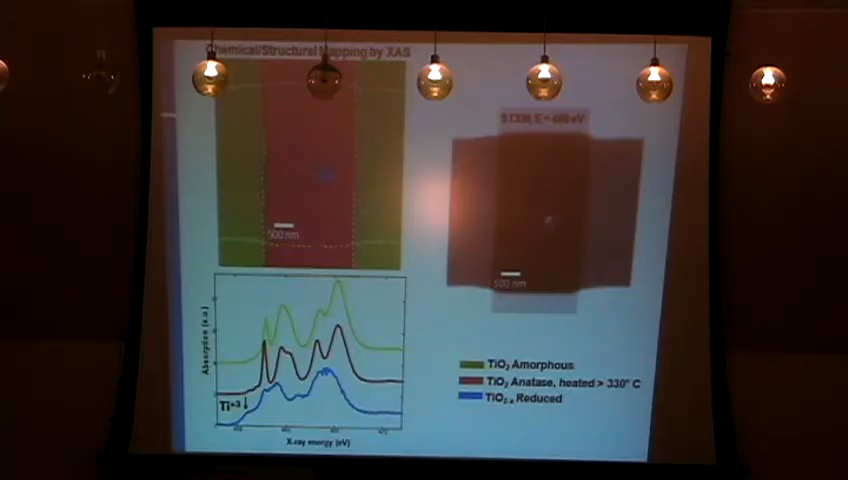 Chemical/Structural Mapping by XAS
500 nm
500 nm
Absorption (a.u.)
Ti+3
X-ray energy (eV)
TiO2 Amorphous
TiO2 Anatase, heated > 330° C
TiO2-x Reduced